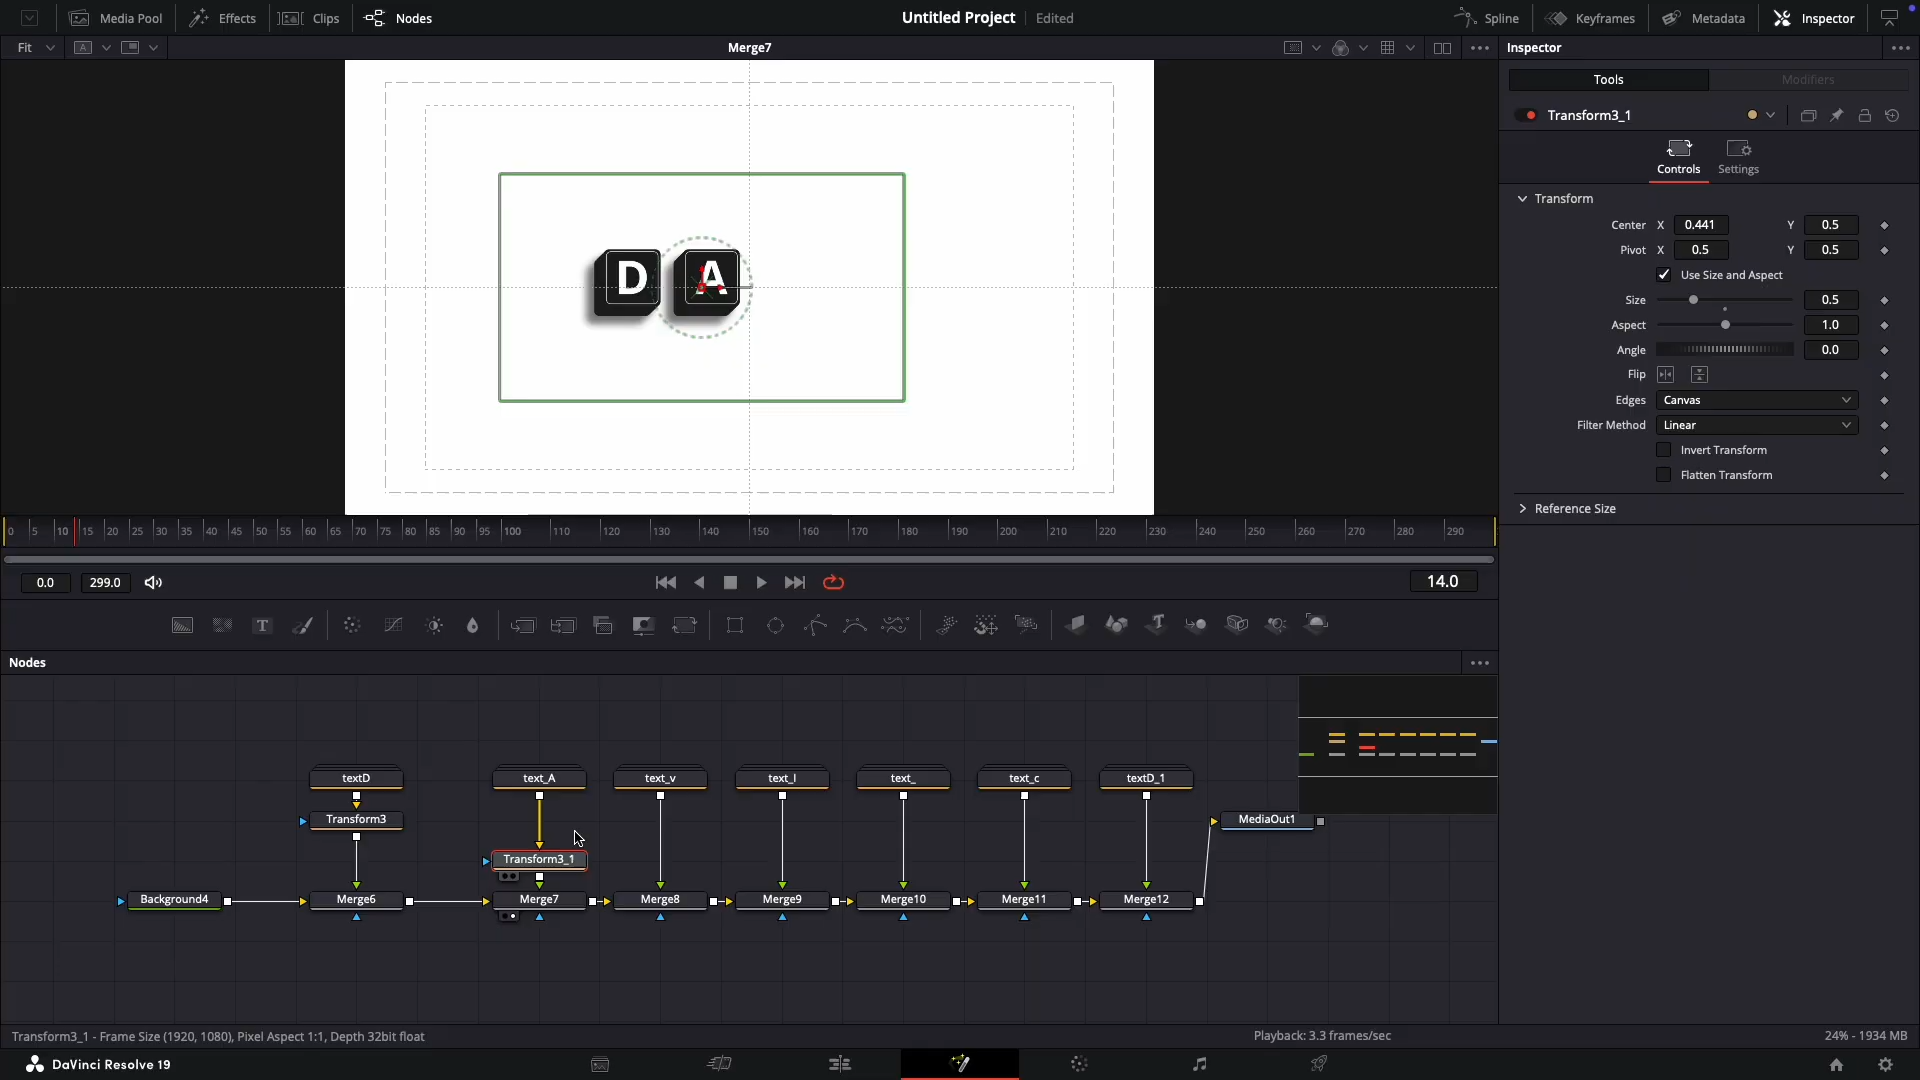 Media Pool
Effects
Clips
Nodes
Untitled Project
Edited
Spline
Keyframes
Metadata
Inspector
Fit
A
Merge7
Inspector
Tools
Modifiers
Transform3_1
Controls
Settings
Transform
Center X 0.441 Y 0.5
Pivot X 0.5 Y 0.5
Use Size and Aspect
Size 0.5
Aspect 1.0
Angle 0.0
Flip
Edges Canvas
Filter Method Linear
Invert Transform
Flatten Transform
Reference Size
D A
0 5 10 15 20 25 30 35 40 45 50 55 60 65 70 75 80 85 90 95 100 110 120 130 140 150 160 170 180 190 200 210 220 230 240 250 260 270 280 290
0.0 299.0 14.0
T
Nodes
textD text_A text_v text_I text_ text_c textD_1
Transform3 MediaOut1
Transform3_1
Background4 Merge6 Merge7 Merge8 Merge9 Merge10 Merge11 Merge12
Transform3_1 - Frame Size (1920, 1080), Pixel Aspect 1:1, Depth 32bit float
Playback: 3.3 frames/sec
24% - 1934 MB
DaVinci Resolve 19